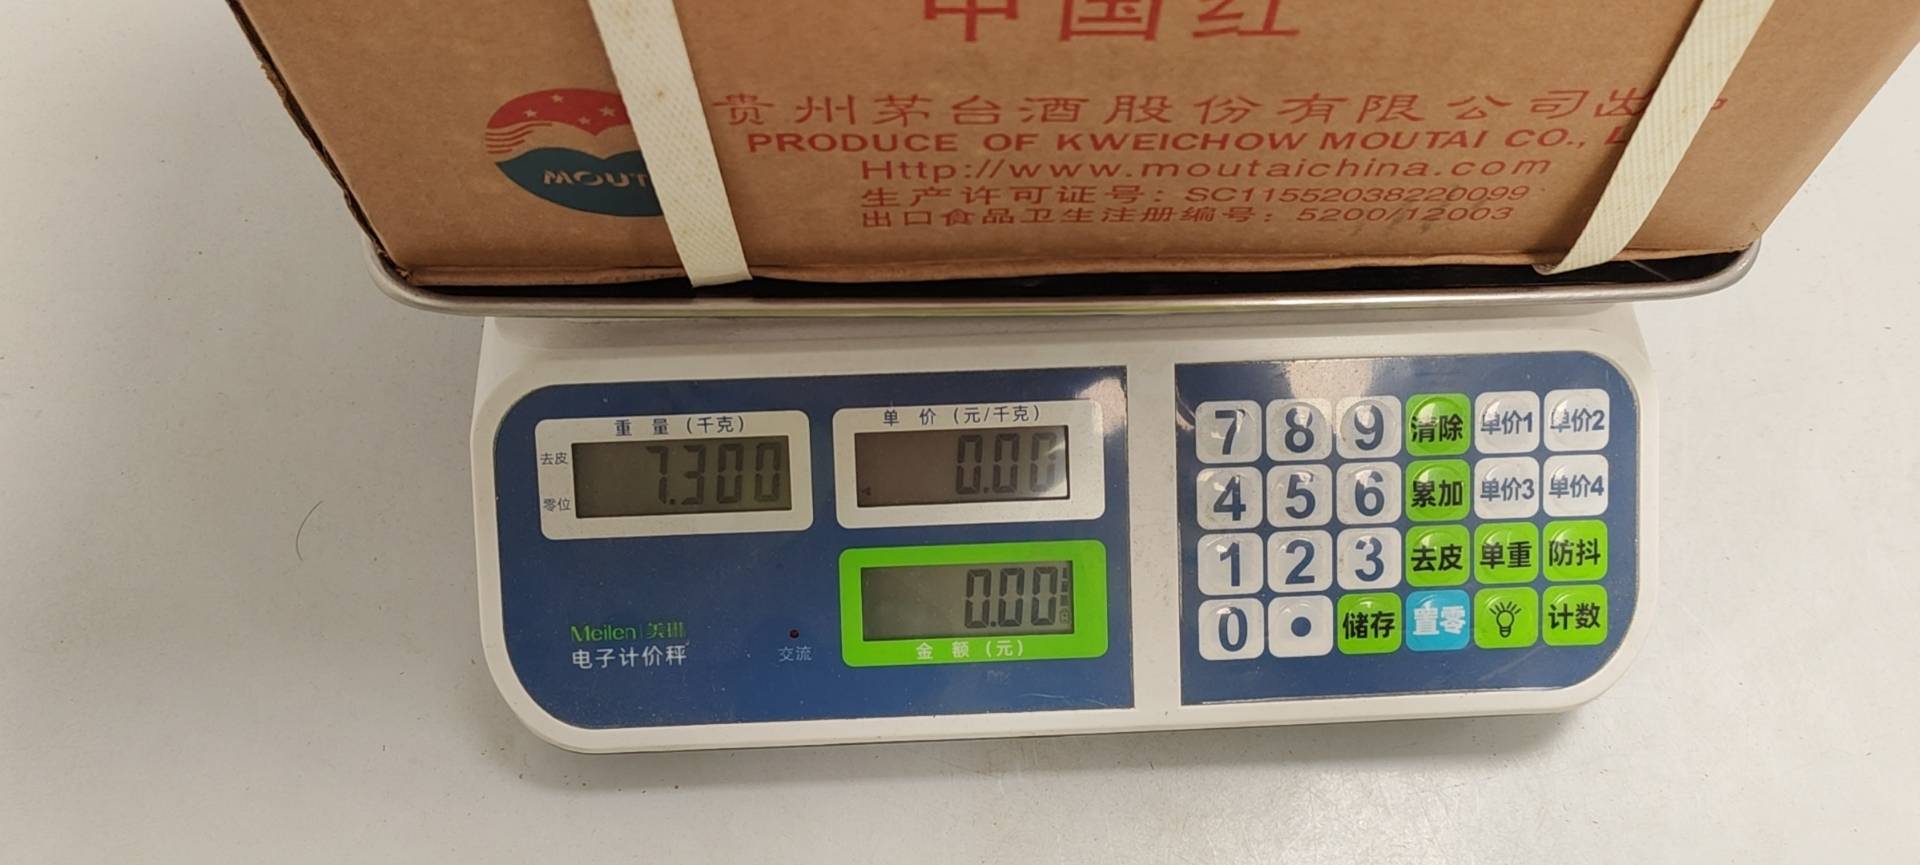 中国红
贵州茅台酒股份有限公司出
PRODUCE OF KWEICHOW MOUTAI CO.,
MOUT
Http://www.moutaichina.com
生产许可证号：SC11552038220099
出口食品卫生注册编号：5200/12003
重量(千克)
去皮
零位
7.300
单价(元/千克)
0.00
0.00
金额(元)
Meilen 美琳
电子计价秤
交流
7 8 9 清除 单价1 单价2
4 5 6 累加 单价3 单价4
1 2 3 去皮 单重 防抖
0 • 储存 置零 计数